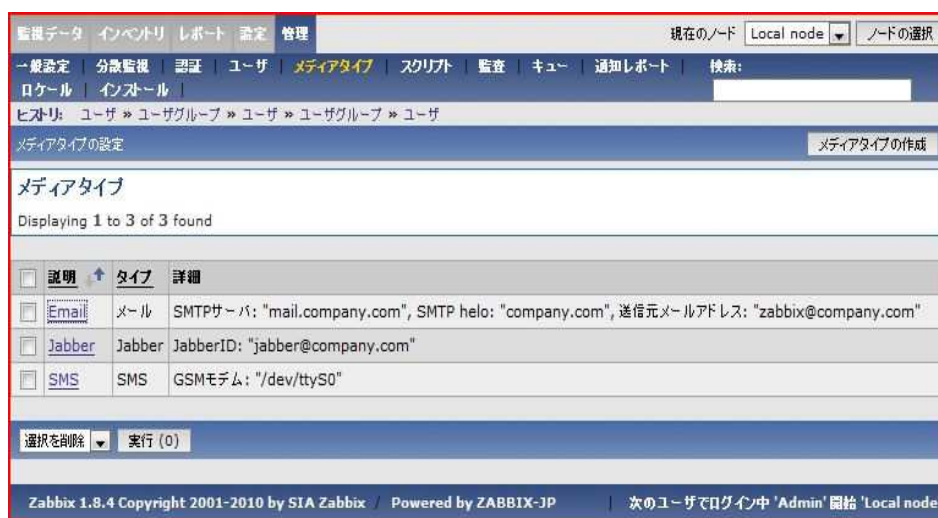 監視データ インベントリ レポート 設定 管理 現在のノード Local node ノードの選択
一般設定 | 分散監視 | 認証 | ユーザ | メディアタイプ | スクリプト | 監査 | キュー | 通知レポート | 検索:
ロケール | インストール |
ヒストリ: ユーザ » ユーザグループ » ユーザ » ユーザグループ » ユーザ
メディアタイプの設定 メディアタイプの作成
メディアタイプ
Displaying 1 to 3 of 3 found
説明 タイプ 詳細
Email メール SMTPサーバ: "mail.company.com", SMTP helo: "company.com", 送信元メールアドレス: "zabbix@company.com"
Jabber Jabber JabberID: "jabber@company.com"
SMS SMS GSMモデム: "/dev/ttyS0"
選択を削除 実行 (0)
Zabbix 1.8.4 Copyright 2001-2010 by SIA Zabbix / Powered by ZABBIX-JP | 次のユーザでログイン中 'Admin' 開始 'Local node